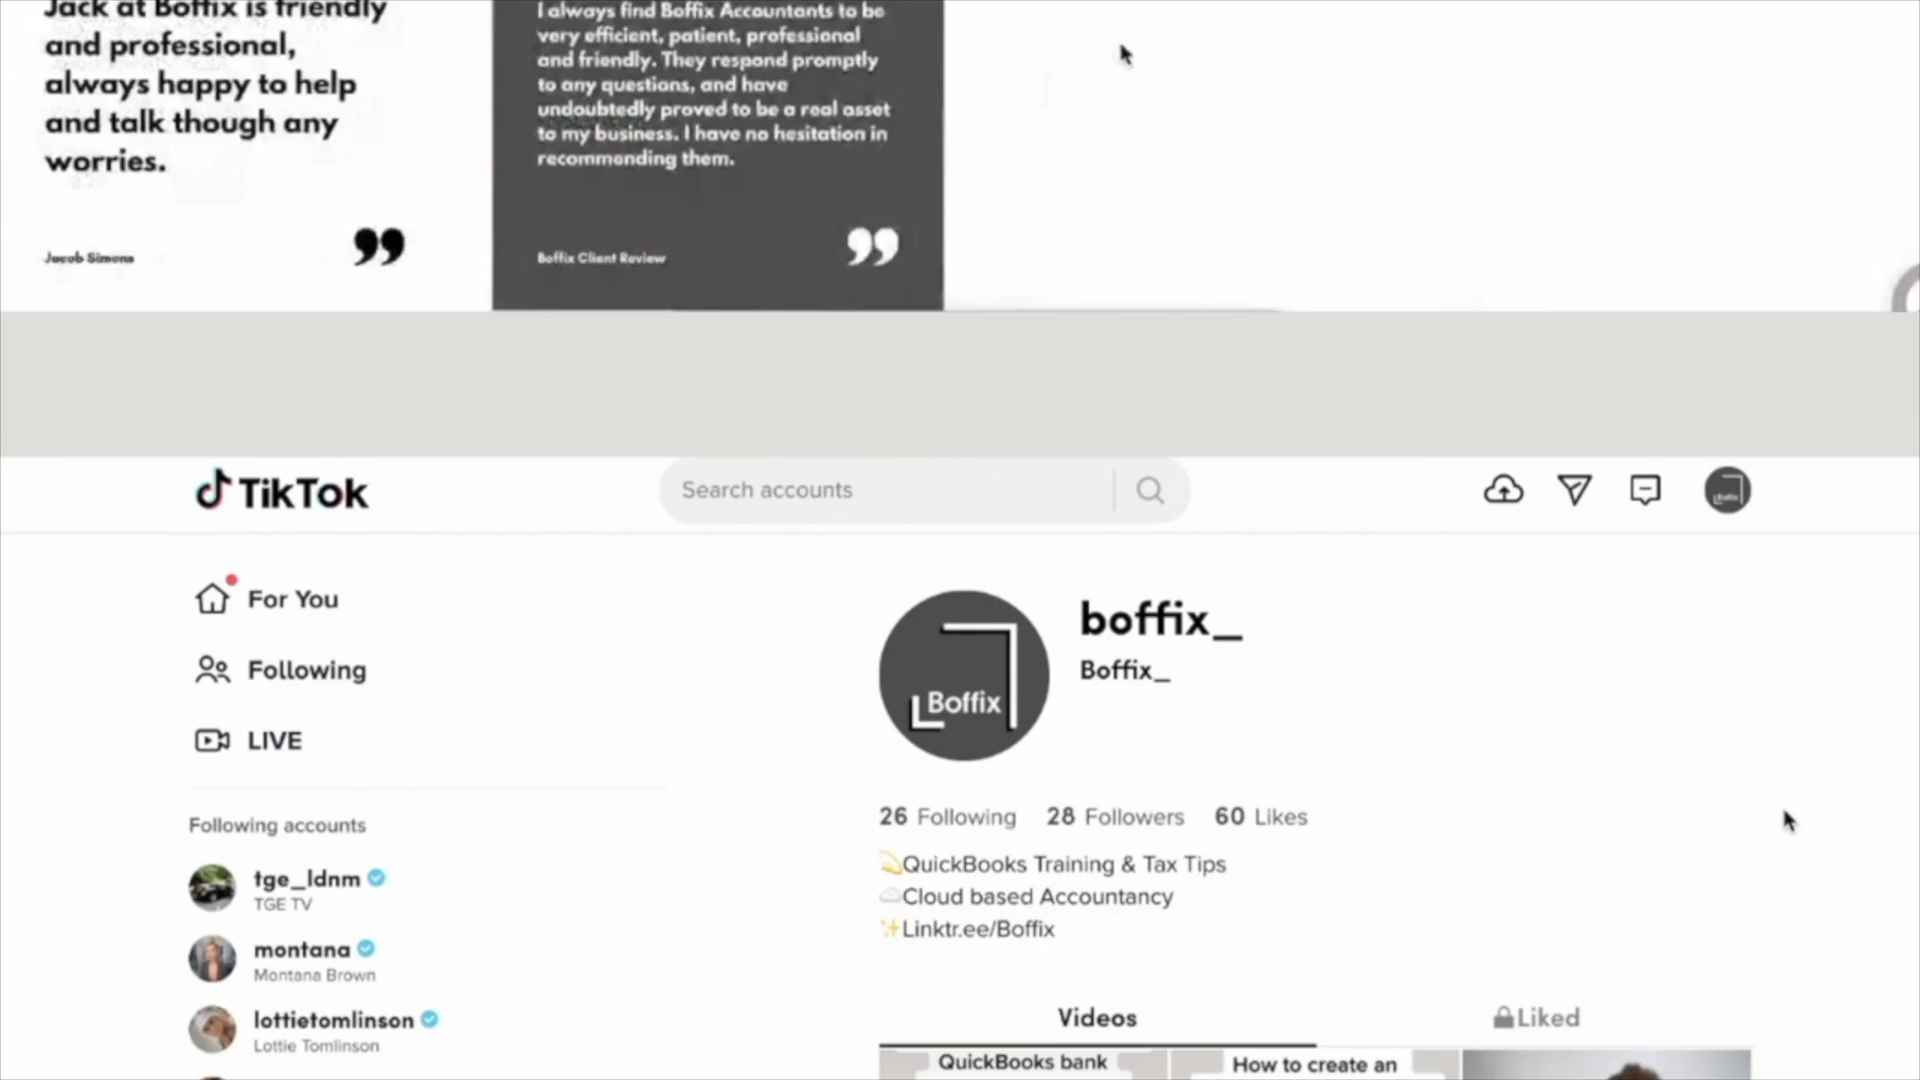 Jack at Boffix is friendly
and professional,
always happy to help
and talk though any
worries.
Jacob Simons
I always find Boffix Accountants to be
very efficient, patient, professional
and friendly. They respond promptly
to any questions, and have
undoubtedly proved to be a real asset
to my business. I have no hesitation in
recommending them.
Boffix Client Review
TikTok
Search accounts
Boffix
For You
Following
LIVE
Following accounts
tge_ldnm
TGE TV
montana
Montana Brown
lottietomlinson
Lottie Tomlinson
Boffix
boffix_
Boffix_
26 Following 28 Followers 60 Likes
QuickBooks Training & Tax Tips
Cloud based Accountancy
Linktr.ee/Boffix
Videos
Liked
QuickBooks bank
How to create an